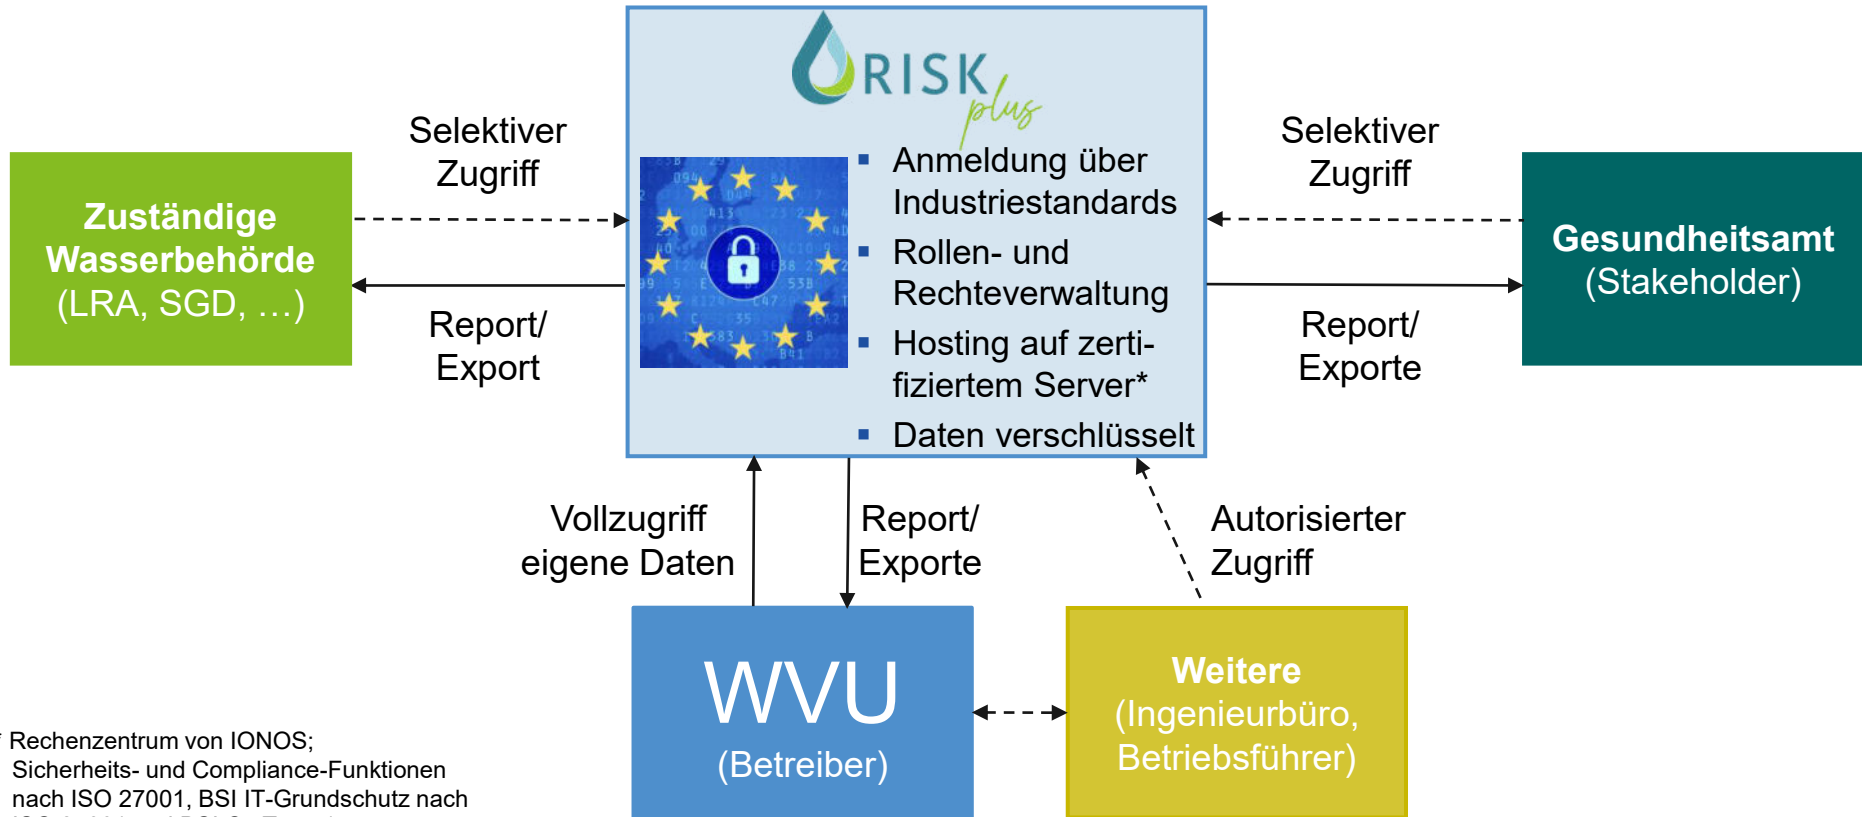 RISK
plus
Selektiver
Zugriff
Zuständige
Wasserbehörde
(LRA, SGD, …)
Report/
Export
▪ Anmeldung über
Industriestandards
▪ Rollen- und
Rechteverwaltung
▪ Hosting auf zerti-
fiziertem Server*
▪ Daten verschlüsselt
Selektiver
Zugriff
Gesundheitsamt
(Stakeholder)
Report/
Exporte
Vollzugriff
eigene Daten
Report/
Exporte
Autorisierter
Zugriff
WVU
(Betreiber)
Weitere
(Ingenieurbüro,
Betriebsführer)
* Rechenzentrum von IONOS;
Sicherheits- und Compliance-Funktionen
nach ISO 27001, BSI IT-Grundschutz nach